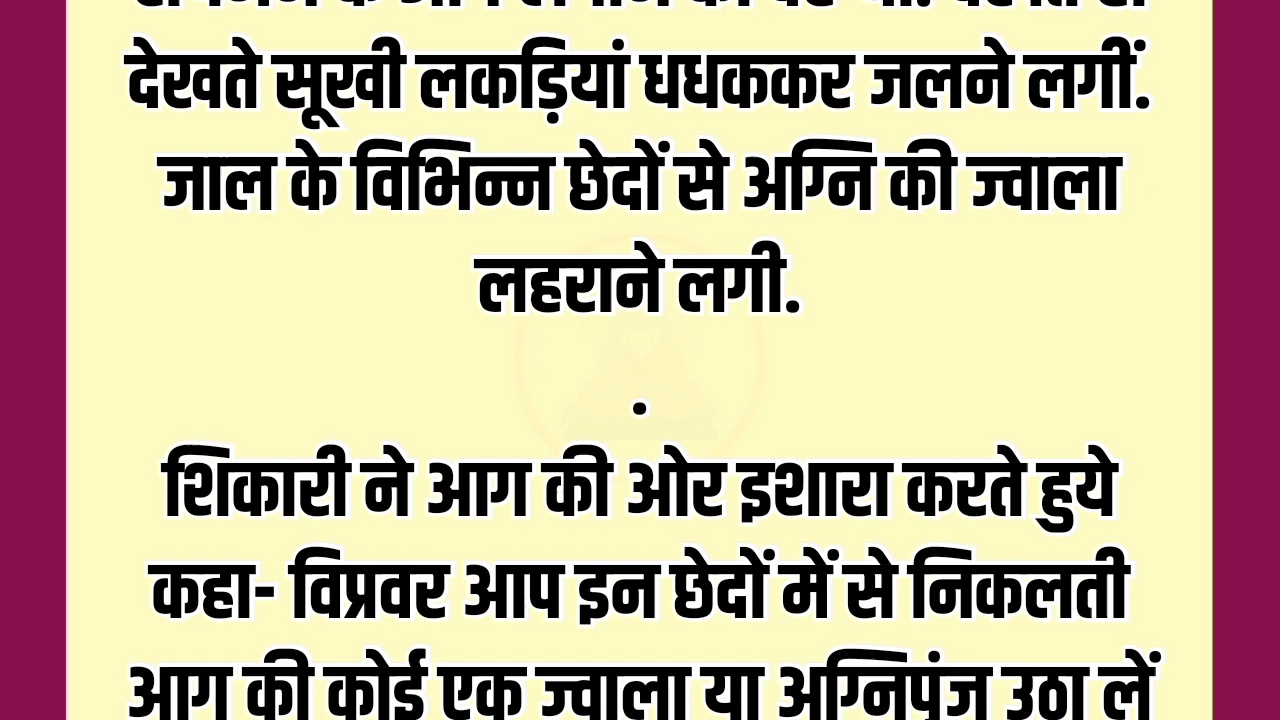 देखते सूखी लकड़ियां धधककर जलने लगीं.
जाल के विभिन्न छेदों से अग्नि की ज्वाला
लहराने लगी.
.
शिकारी ने आग की ओर इशारा करते हुये
कहा- विप्रवर आप इन छेदों में से निकलती
आग की कोई एक ज्वाला या अग्निपुंज उठा लें